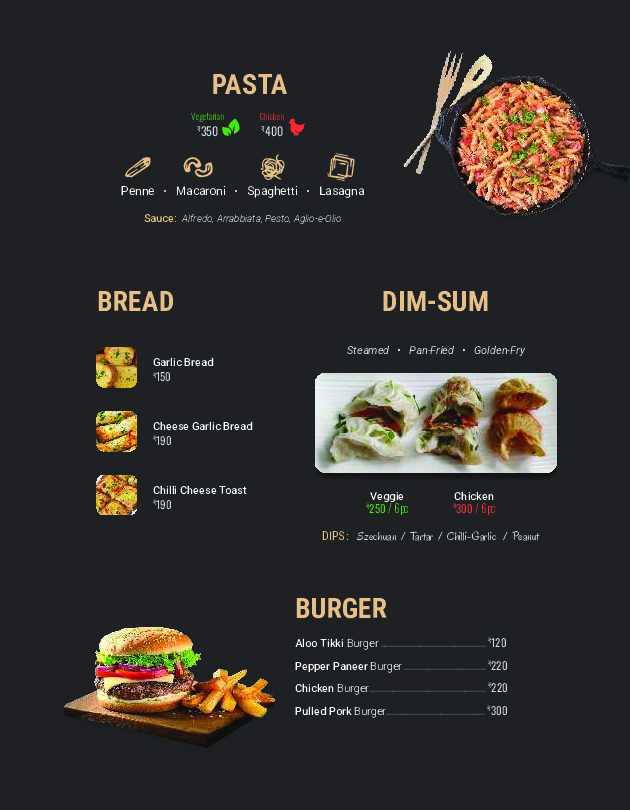 PASTA
Vegetarian Chicken
₹350 ₹400
Penne • Macaroni • Spaghetti • Lasagna
Sauce: Alfredo, Arrabbiata, Pesto, Aglio-e-Olio
BREAD
Garlic Bread
₹150
Cheese Garlic Bread
₹190
Chilli Cheese Toast
₹190
DIM-SUM
Steamed • Pan-Fried • Golden-Fry
Veggie Chicken
₹250 / 6pc ₹300 / 6pc
DIPS: Szechuan / Tartar / Chilli-Garlic / Peanut
BURGER
Aloo Tikki Burger ₹120
Pepper Paneer Burger ₹220
Chicken Burger ₹220
Pulled Pork Burger ₹300